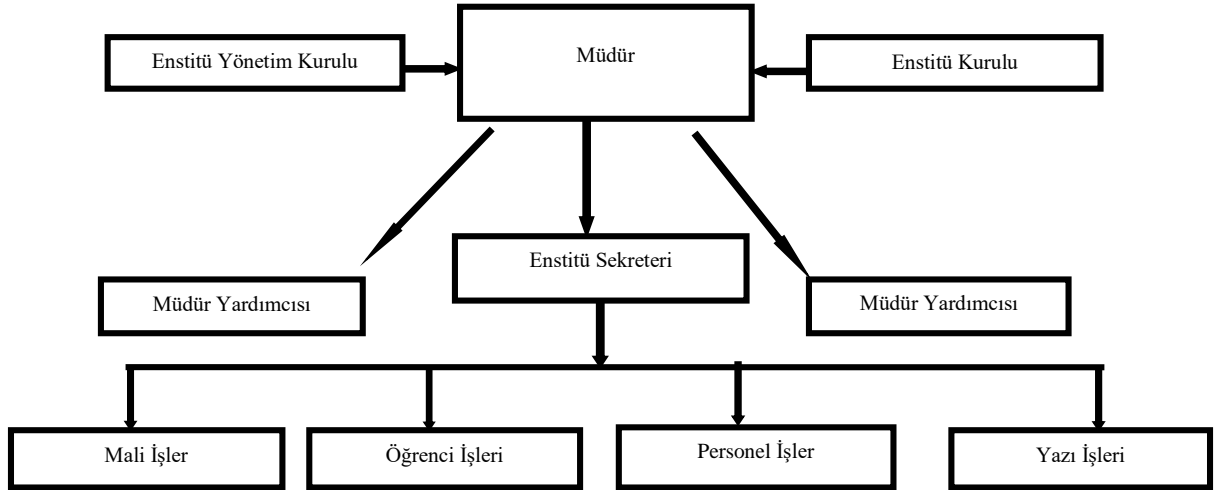 Enstitü Yönetim Kurulu
Müdür
Enstitü Kurulu
Enstitü Sekreteri
Müdür Yardımcısı
Müdür Yardımcısı
Mali İşler
Öğrenci İşleri
Personel İşler
Yazı İşleri